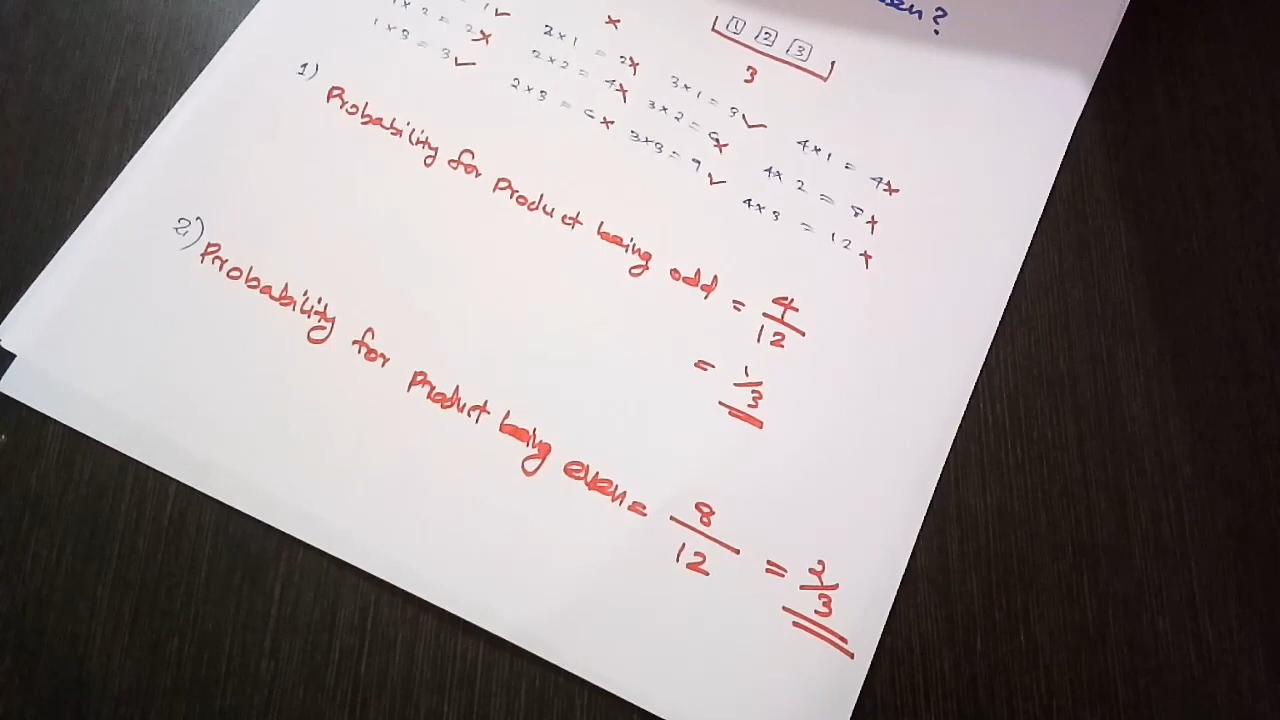 en?
= 1 ✓
×
1 2 3
1 × 2 = 2 ×
2 × 1 = 2 ×
3
1 × 3 = 3 ✓
2 × 2 = 4 ×
3 × 1 = 3 ✓
2 × 3 = 6 ×
3 × 2 = 6 ×
4 × 1 = 4 ×
3 × 3 = 9 ✓
4 × 2 = 8 ×
4 × 3 = 12 ×
1) Probability for Product being odd = 4/12
= 1/3
2) Probability for Product being even = 8/12 = 2/3